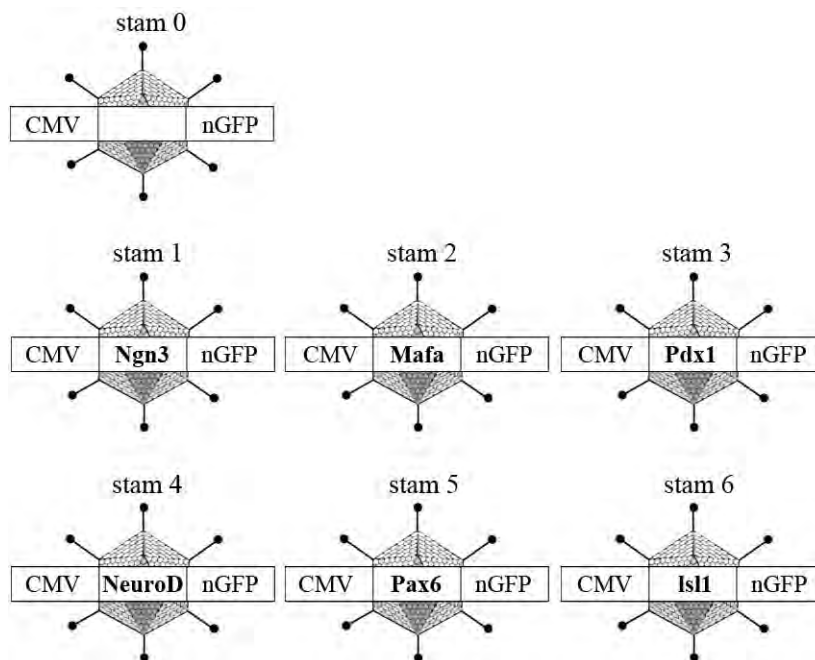 stam 0
CMV nGFP
stam 1 stam 2 stam 3
CMV Ngn3 nGFP CMV Mafa nGFP CMV Pdx1 nGFP
stam 4 stam 5 stam 6
CMV NeuroD nGFP CMV Pax6 nGFP CMV Isl1 nGFP